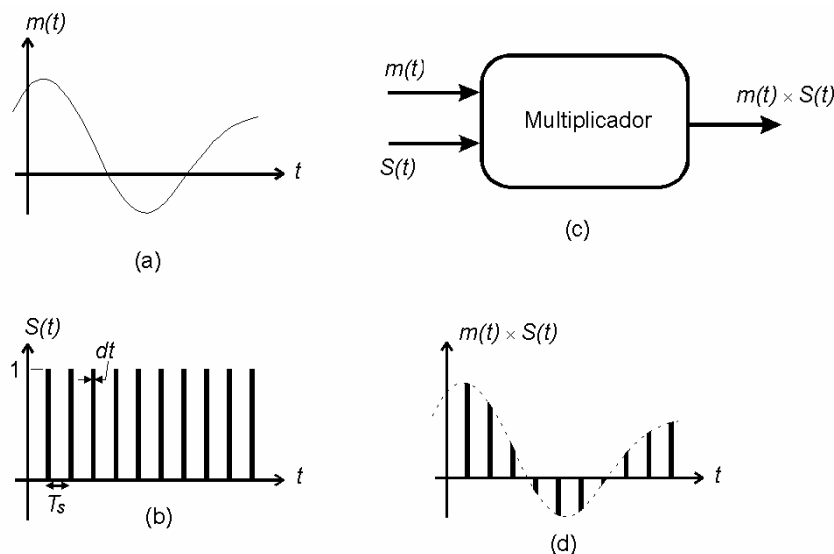 m(t)
t
(a)
m(t)
S(t)
Multiplicador
m(t) × S(t)
(c)
S(t)
1
dt
t
Ts
(b)
m(t) × S(t)
t
(d)